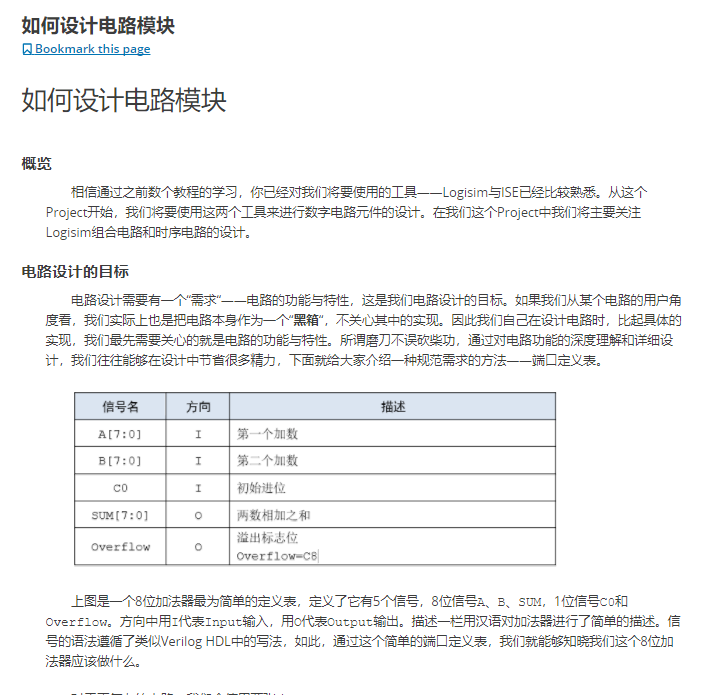 如何设计电路模块
Bookmark this page
如何设计电路模块
概览
相信通过之前数个教程的学习，你已经对我们将要使用的工具——Logisim与ISE已经比较熟悉。从这个
Project开始，我们将要使用这两个工具来进行数字电路元件的设计。在我们这个Project中我们将主要关注
Logisim组合电路和时序电路的设计。
电路设计的目标
电路设计需要有一个“需求“——电路的功能与特性，这是我们电路设计的目标。如果我们从某个电路的用户角
度看，我们实际上也是把电路本身作为一个“黑箱”，不关心其中的实现。因此我们自己在设计电路时，比起具体的
实现，我们最先需要关心的就是电路的功能与特性。所谓磨刀不误砍柴功，通过对电路功能的深度理解和详细设
计，我们往往能够在设计中节省很多精力，下面就给大家介绍一种规范需求的方法——端口定义表。
信号名 方向 描述
A[7:0] I 第一个加数
B[7:0] I 第二个加数
C0 I 初始进位
SUM[7:0] O 两数相加之和
Overflow O 溢出标志位
Overflow=C8
上图是一个8位加法器最为简单的定义表，定义了它有5个信号，8位信号A、B、SUM，1位信号C0和
Overflow。方向中用I代表Input输入，用O代表Output输出。描述一栏用汉语对加法器进行了简单的描述。信
号的语法遵循了类似Verilog HDL中的写法，如此，通过这个简单的端口定义表，我们就能够知晓我们这个8位加
法器应该做什么。